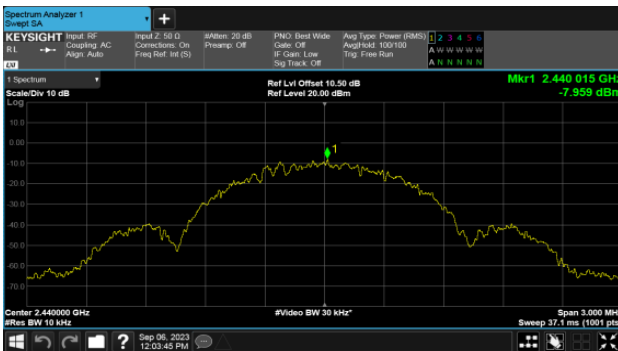 Spectrum Analyzer 1
Swept SA
+
KEYSIGHT Input: RF Input Z: 50 Ω #Atten: 20 dB PNO: Best Wide Avg Type: Power (RMS) 1 2 3 4 5 6
RL Coupling: AC Corrections: On Preamp: Off Gate: Off Avg|Hold: 100/100 A W W W W W
Align: Auto Freq Ref: Int (S) IF Gain: Low Trig: Free Run
Sig Track: Off A N N N N N
LXI
1 Spectrum Ref Lvl Offset 10.50 dB Mkr1 2.440 015 GHz
Scale/Div 10 dB Ref Level 20.00 dBm -7.959 dBm
Log
10.0
0.00
-10.0
-20.0
-30.0
-40.0
-50.0
-60.0
-70.0
1
Center 2.440000 GHz #Video BW 30 kHz* Span 3.000 MH
#Res BW 10 kHz Sweep 37.1 ms (1001 pts
? Sep 06, 2023
12:03:45 PM